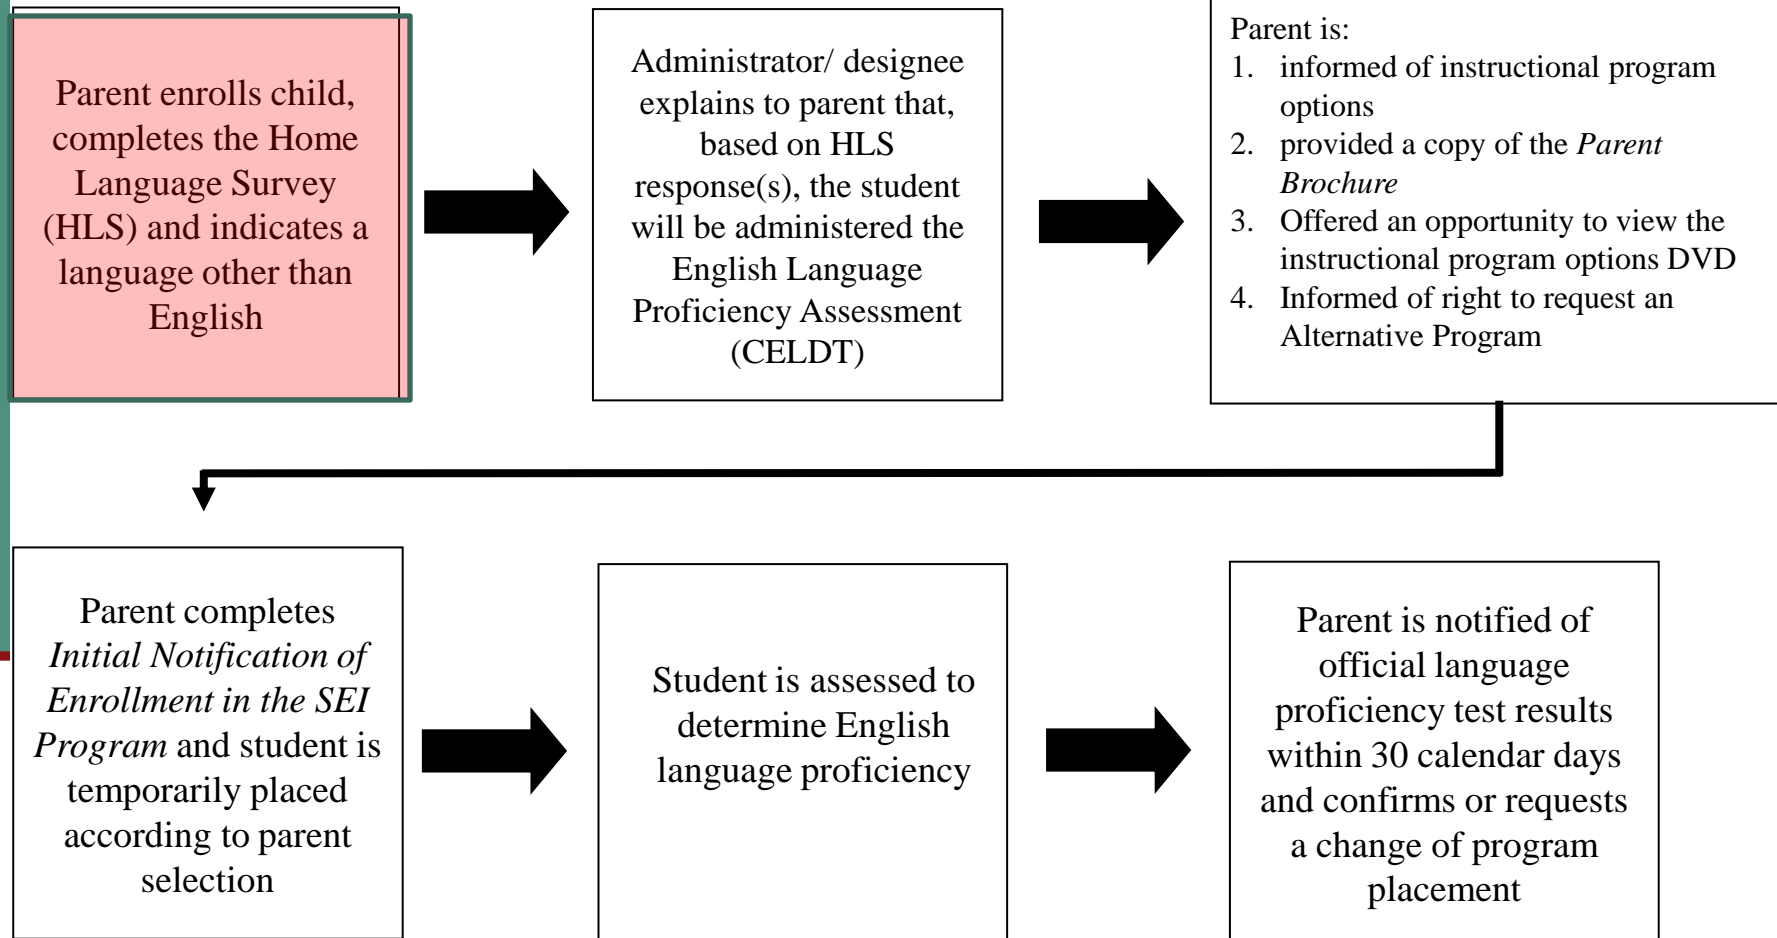 Parent enrolls child,
completes the Home
Language Survey
(HLS) and indicates a
language other than
English
Administrator/ designee
explains to parent that,
based on HLS
response(s), the student
will be administered the
English Language
Proficiency Assessment
(CELDT)
Parent is:
1. informed of instructional program
options
2. provided a copy of the Parent
Brochure
3. Offered an opportunity to view the
instructional program options DVD
4. Informed of right to request an
Alternative Program
Parent completes
Initial Notification of
Enrollment in the SEI
Program and student is
temporarily placed
according to parent
selection
Student is assessed to
determine English
language proficiency
Parent is notified of
official language
proficiency test results
within 30 calendar days
and confirms or requests
a change of program
placement